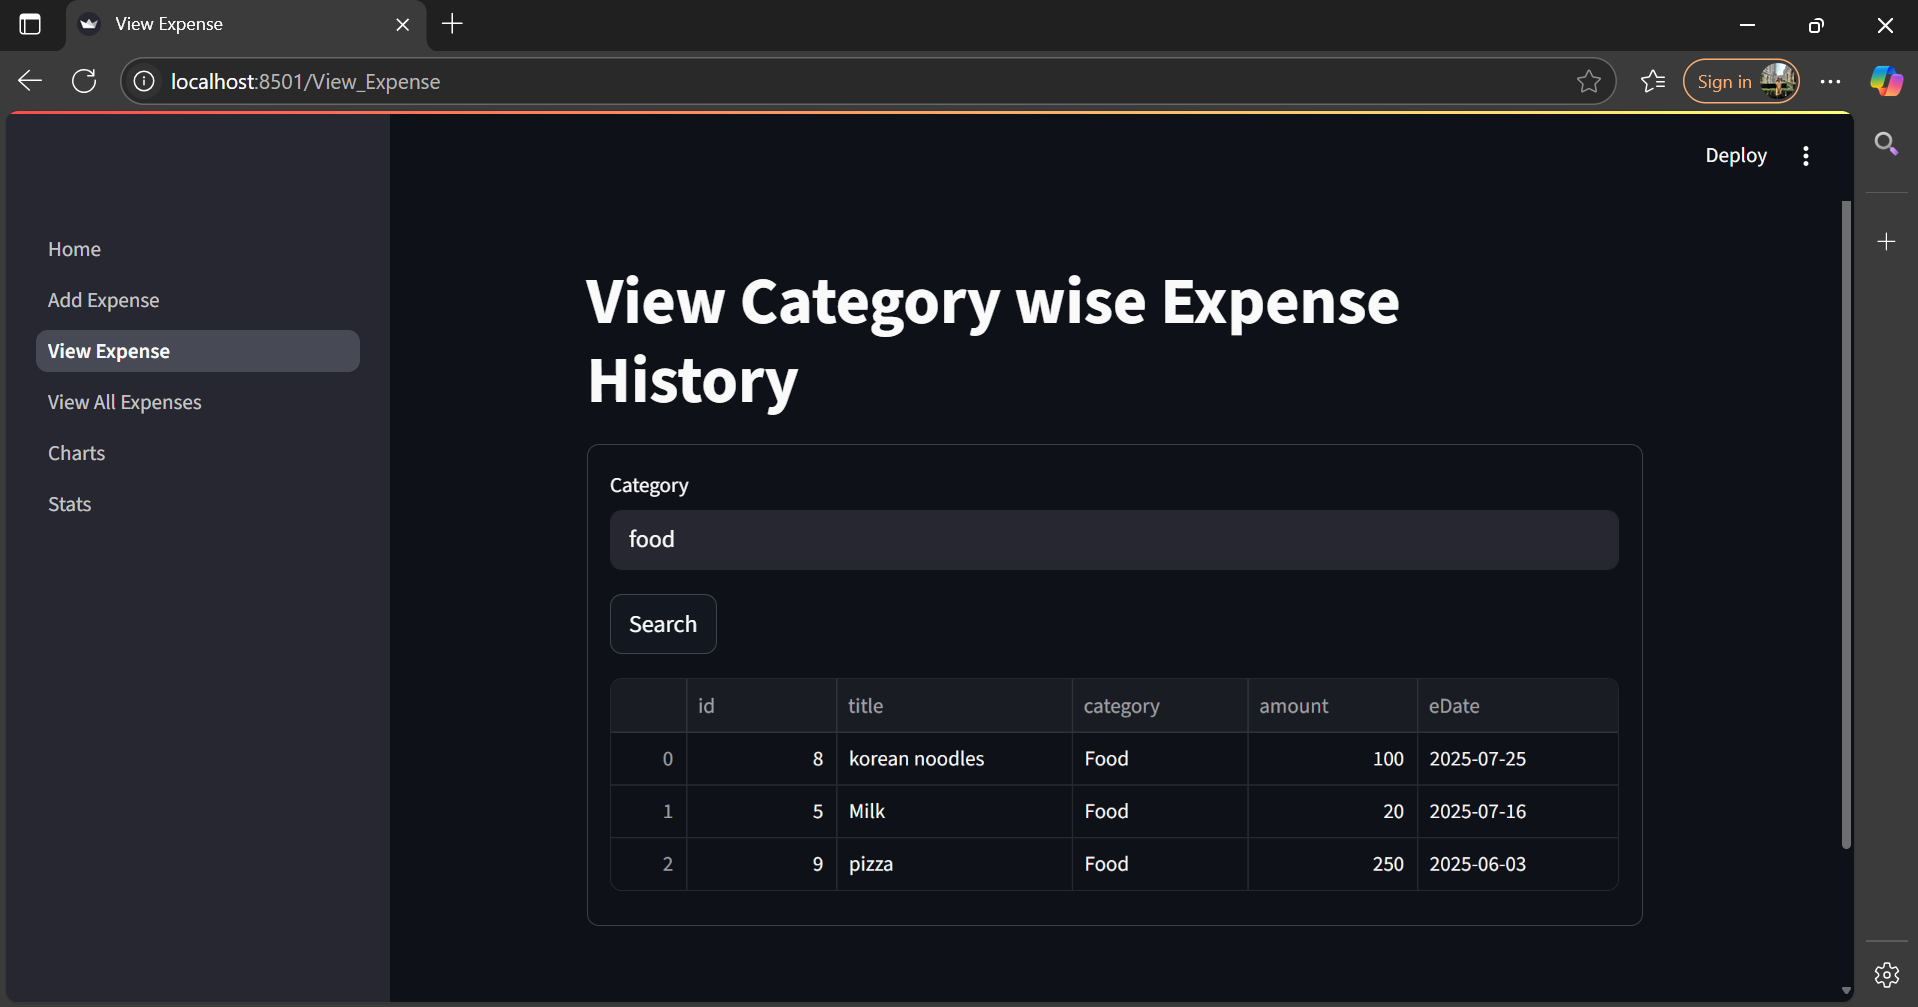 View Expense
localhost:8501/View_Expense
Sign in
Deploy
Home
Add Expense
View Expense
View All Expenses
Charts
Stats
View Category wise Expense
History
Category
food
Search
id title category amount eDate
0 8 korean noodles Food 100 2025-07-25
1 5 Milk Food 20 2025-07-16
2 9 pizza Food 250 2025-06-03